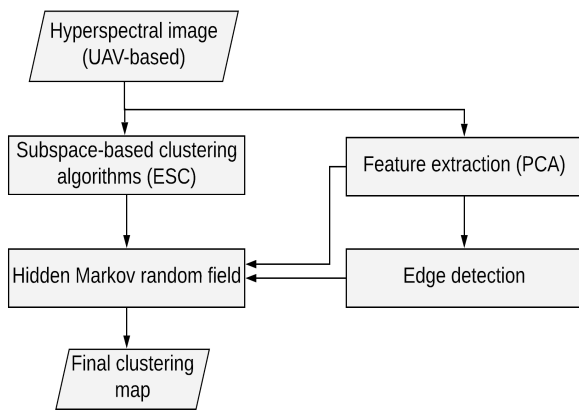 Hyperspectral image
(UAV-based)
Subspace-based clustering
algorithms (ESC)
Feature extraction (PCA)
Hidden Markov random field
Edge detection
Final clustering
map